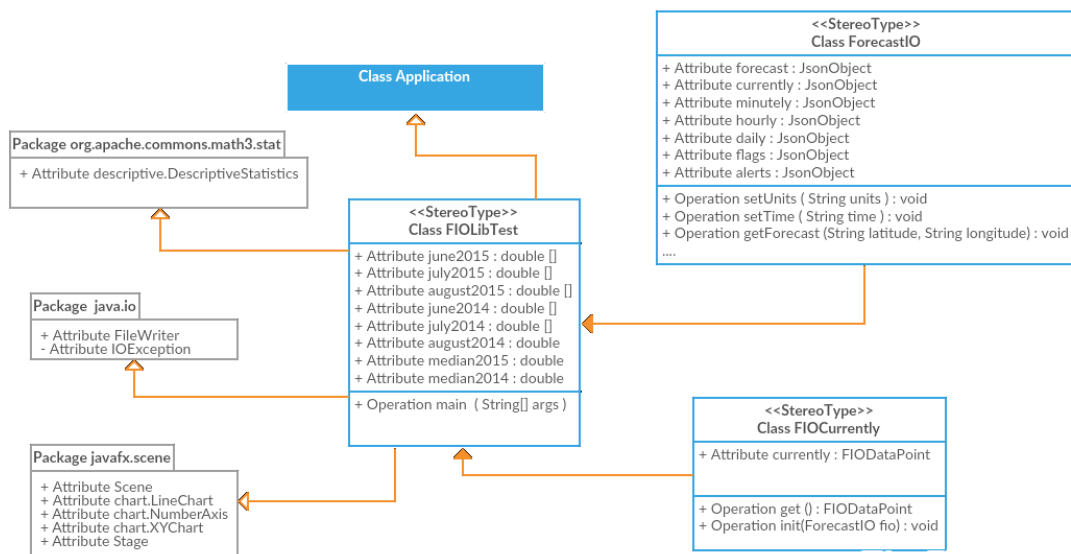 <<StereoType>>
Class ForecastIO
+ Attribute forecast : JsonObject
+ Attribute currently : JsonObject
+ Attribute minutely : JsonObject
+ Attribute hourly : JsonObject
+ Attribute daily : JsonObject
+ Attribute flags : JsonObject
+ Attribute alerts : JsonObject
+ Operation setUnits ( String units ) : void
+ Operation setTime ( String time ) : void
+ Operation getForecast (String latitude, String longitude) : void
....
Class Application
Package org.apache.commons.math3.stat
+ Attribute descriptive.DescriptiveStatistics
<<StereoType>>
Class FIOLibTest
+ Attribute june2015 : double []
+ Attribute july2015 : double []
+ Attribute august2015 : double []
+ Attribute june2014 : double []
+ Attribute july2014 : double []
+ Attribute august2014 : double
+ Attribute median2015 : double
+ Attribute median2014 : double
+ Operation main ( String[] args )
Package java.io
+ Attribute FileWriter
- Attribute IOException
Package javafx.scene
+ Attribute Scene
+ Attribute chart.LineChart
+ Attribute chart.NumberAxis
+ Attribute chart.XYChart
+ Attribute Stage
<<StereoType>>
Class FIOCurrently
+ Attribute currently : FIODataPoint
+ Operation get () : FIODataPoint
+ Operation init(ForecastIO fio) : void